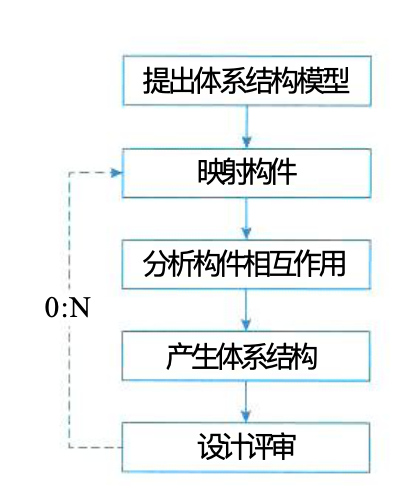 提出体系结构模型
映射构件
分析构件相互作用
0:N
产生体系结构
设计评审